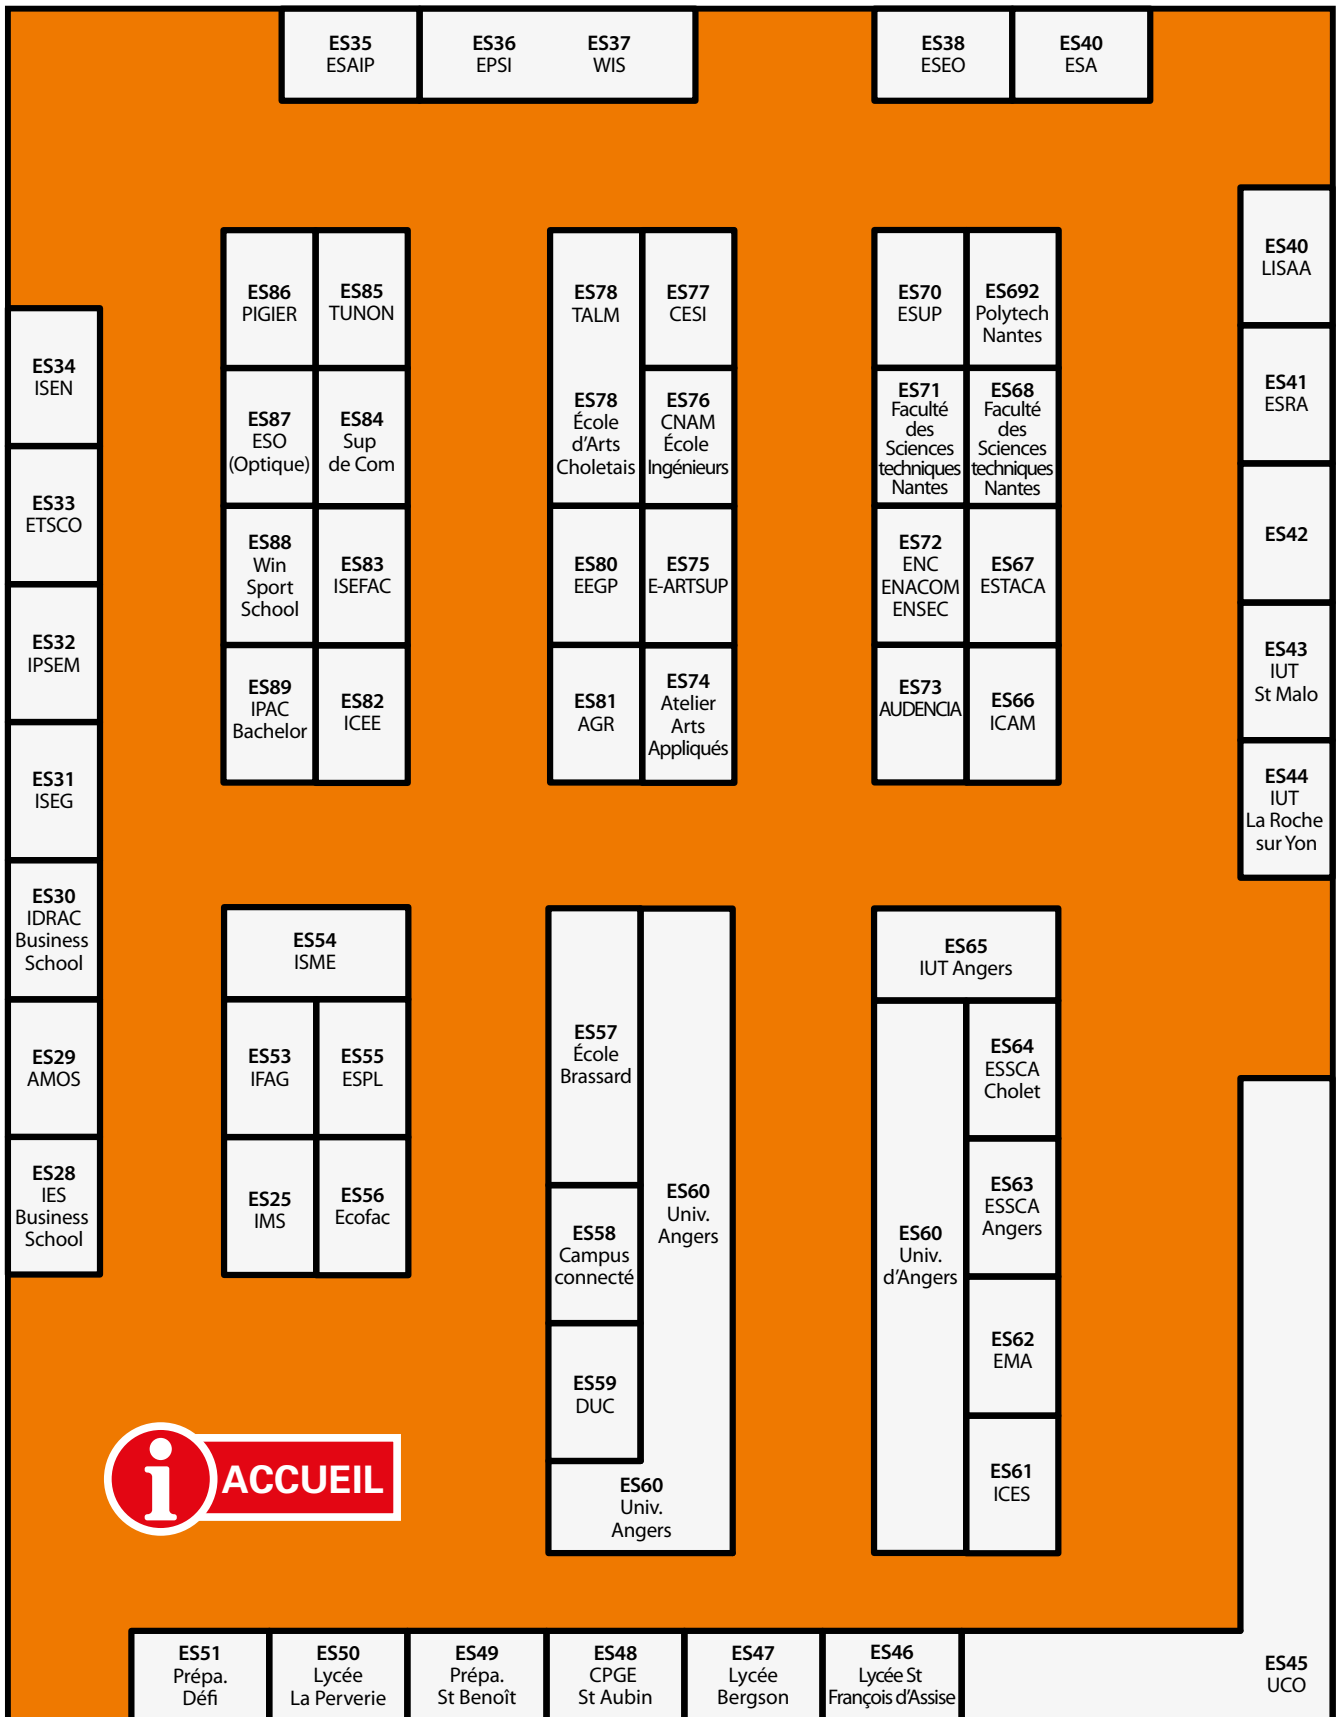 ES35
ESAIP
ES36
EPSI
ES37
WIS
ES38
ESEO
ES40
ESA
ES40
LISAA
ES41
ESRA
ES42
ES43
IUT
St Malo
ES44
IUT
La Roche
sur Yon
ES34
ISEN
ES33
ETSCO
ES32
IPSEM
ES31
ISEG
ES30
IDRAC
Business
School
ES29
AMOS
ES28
IES
Business
School
ES86
PIGIER
ES85
TUNON
ES87
ESO
(Optique)
ES84
Sup
de Com
ES88
Win
Sport
School
ES83
ISEFAC
ES89
IPAC
Bachelor
ES82
ICEE
ES78
TALM
ES77
CESI
ES78
École
d'Arts
Choletais
ES76
CNAM
École
Ingénieurs
ES80
EEGP
ES75
E-ARTSUP
ES81
AGR
ES74
Atelier
Arts
Appliqués
ES70
ESUP
ES692
Polytech
Nantes
ES71
Faculté
des
Sciences
techniques
Nantes
ES68
Faculté
des
Sciences
techniques
Nantes
ES72
ENC
ENACOM
ENSEC
ES67
ESTACA
ES73
AUDENCIA
ES66
ICAM
ES54
ISME
ES53
IFAG
ES55
ESPL
ES25
IMS
ES56
Ecofac
ES57
École
Brassard
ES58
Campus
connecté
ES59
DUC
ES60
Univ.
Angers
ES60
Univ.
Angers
ES65
IUT Angers
ES60
Univ.
d'Angers
ES64
ESSCA
Cholet
ES63
ESSCA
Angers
ES62
EMA
ES61
ICES
i ACCUEIL
ES51
Prépa.
Défi
ES50
Lycée
La Perverie
ES49
Prépa.
St Benoît
ES48
CPGE
St Aubin
ES47
Lycée
Bergson
ES46
Lycée St
François d'Assise
ES45
UCO